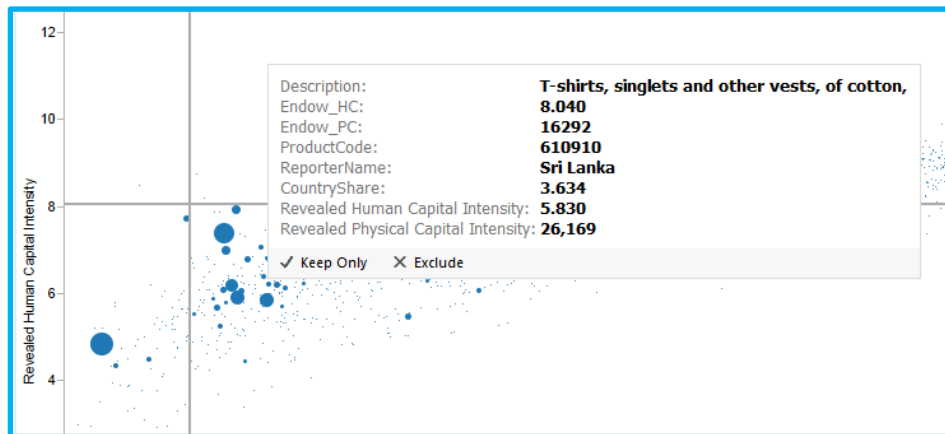 12
10
8
6
4
Revealed Human Capital Intensity
Description: T-shirts, singlets and other vests, of cotton,
Endow_HC: 8.040
Endow_PC: 16292
ProductCode: 610910
ReporterName: Sri Lanka
CountryShare: 3.634
Revealed Human Capital Intensity: 5.830
Revealed Physical Capital Intensity: 26,169
Keep Only Exclude